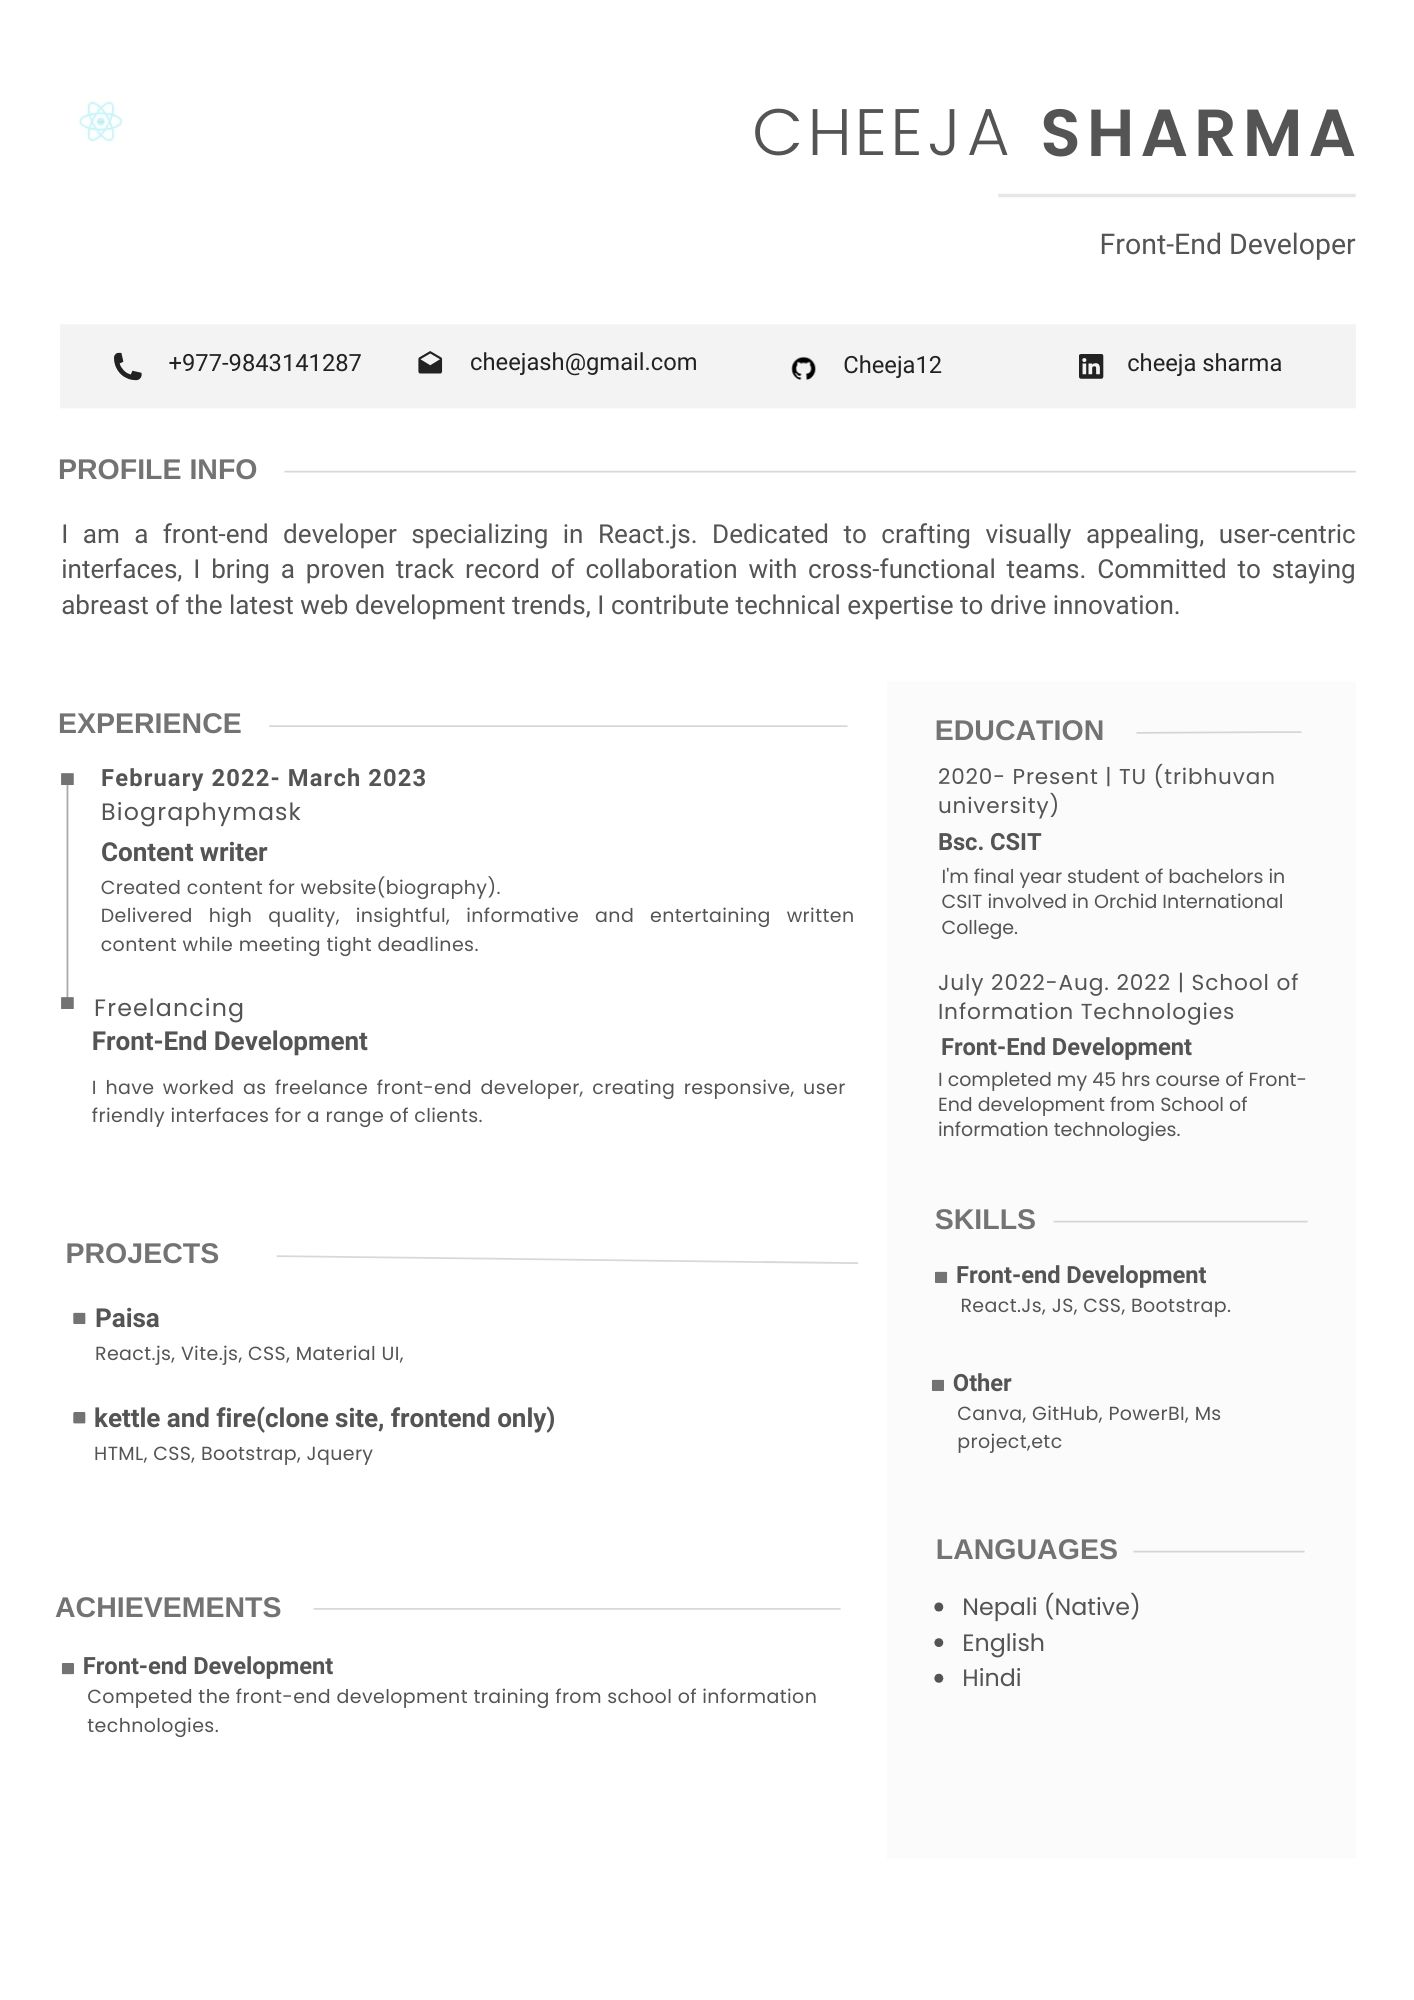 CHEEJA SHARMA
Front-End Developer
+977-9843141287
cheejash@gmail.com
Cheeja12
cheeja sharma
PROFILE INFO
I am a front-end developer specializing in React.js. Dedicated to crafting visually appealing, user-centric
interfaces, I bring a proven track record of collaboration with cross-functional teams. Committed to staying
abreast of the latest web development trends, I contribute technical expertise to drive innovation.
EXPERIENCE
February 2022- March 2023
Biographymask
Content writer
Created content for website(biography).
Delivered high quality, insightful, informative and entertaining written
content while meeting tight deadlines.
Freelancing
Front-End Development
I have worked as freelance front-end developer, creating responsive, user
friendly interfaces for a range of clients.
PROJECTS
Paisa
React.js, Vite.js, CSS, Material UI,
kettle and fire(clone site, frontend only)
HTML, CSS, Bootstrap, Jquery
ACHIEVEMENTS
Front-end Development
Competed the front-end development training from school of information
technologies.
EDUCATION
2020- Present | TU (tribhuvan
university)
Bsc. CSIT
I'm final year student of bachelors in
CSIT involved in Orchid International
College.
July 2022-Aug. 2022 | School of
Information Technologies
Front-End Development
I completed my 45 hrs course of Front-
End development from School of
information technologies.
SKILLS
Front-end Development
React.Js, JS, CSS, Bootstrap.
Other
Canva, GitHub, PowerBI, Ms
project,etc
LANGUAGES
• Nepali (Native)
• English
• Hindi